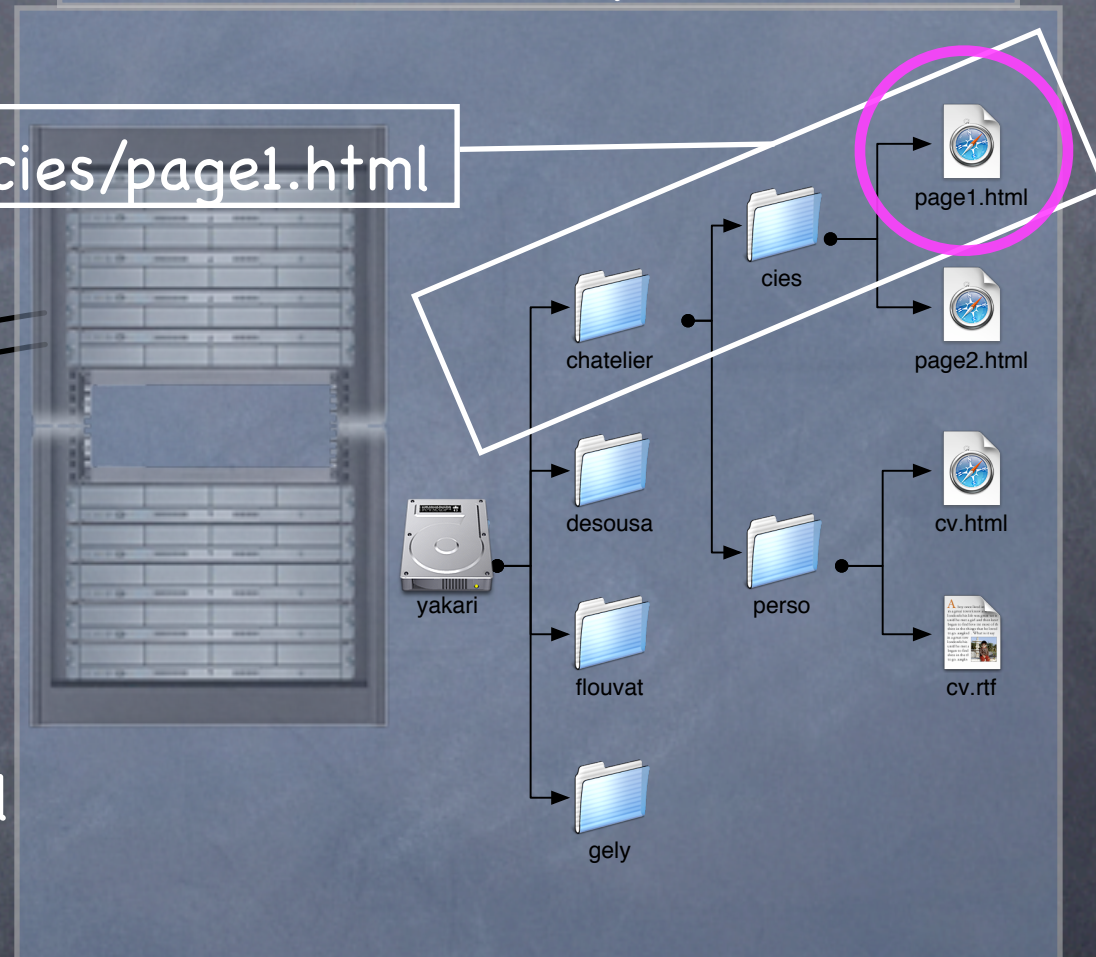 cies/page1.html
page1.html
cies
page2.html
chatelier
desousa
cv.html
yakari
perso
flouvat
cv.rtf
gely